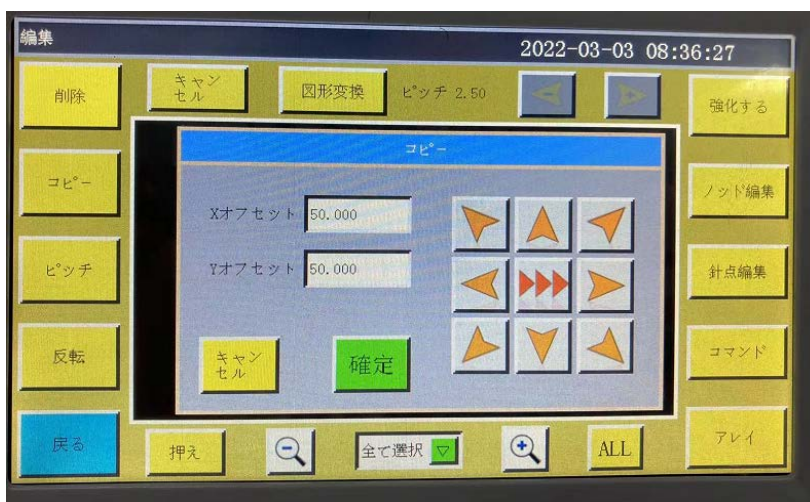 編集
2022-03-03 08:36:27
削除
キャン
セル
図形変換
ピッチ 2.50
強化する
コピー
コピー
ノッド編集
Xオフセット 50.000
ピッチ
Yオフセット 50.000
針点編集
反転
キャン
セル
確定
コマンド
戻る
押え
全て選択
ALL
アレイ